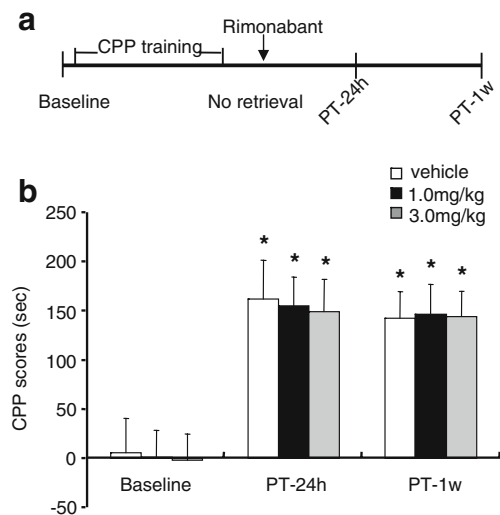 a
Rimonabant
CPP training
Baseline
No retrieval
PT-24h
PT-1w
b
vehicle
1.0mg/kg
3.0mg/kg
CPP scores (sec)
250
200
150
100
50
0
-50
* * *
* * *
Baseline
PT-24h
PT-1w